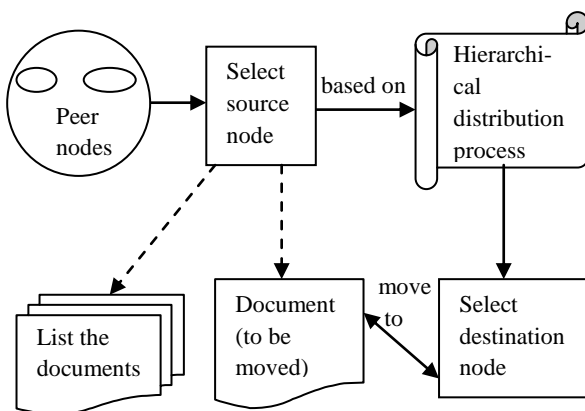 Peer
nodes
Select
source
node
based on
Hierarchi-
cal
distribution
process
List the
documents
Document
(to be
moved)
move
to
Select
destination
node